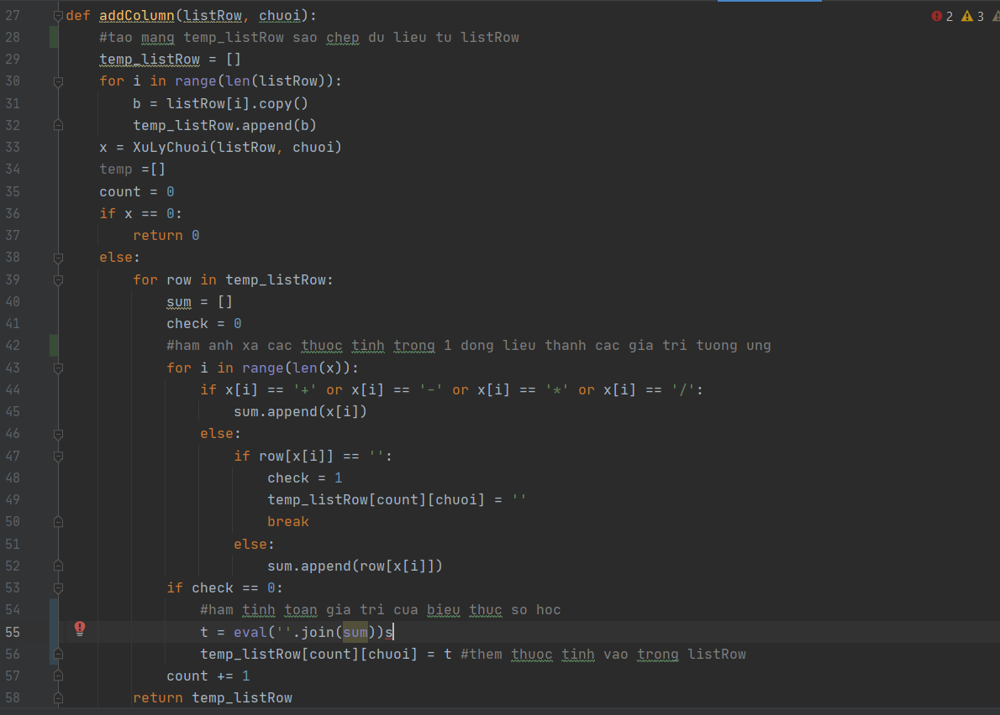 27 def addColumn(listRow, chuoi):
2 3
28     #tao mang temp_listRow sao chep du lieu tu listRow
29     temp_listRow = []
30     for i in range(len(listRow)):
31         b = listRow[i].copy()
32         temp_listRow.append(b)
33     x = XuLyChuoi(listRow, chuoi)
34     temp =[]
35     count = 0
36     if x == 0:
37         return 0
38     else:
39         for row in temp_listRow:
40             sum = []
41             check = 0
42             #ham anh xa cac thuoc tinh trong 1 dong lieu thanh cac gia tri tuong ung
43             for i in range(len(x)):
44                 if x[i] == '+' or x[i] == '-' or x[i] == '*' or x[i] == '/':
45                     sum.append(x[i])
46                 else:
47                     if row[x[i]] == '':
48                         check = 1
49                         temp_listRow[count][chuoi] = ''
50                         break
51                     else:
52                         sum.append(row[x[i]])
53             if check == 0:
54                 #ham tinh toan gia tri cua bieu thuc so hoc
55                 t = eval(''.join(sum))s
56                 temp_listRow[count][chuoi] = t #them thuoc tinh vao trong listRow
57             count += 1
58         return temp_listRow